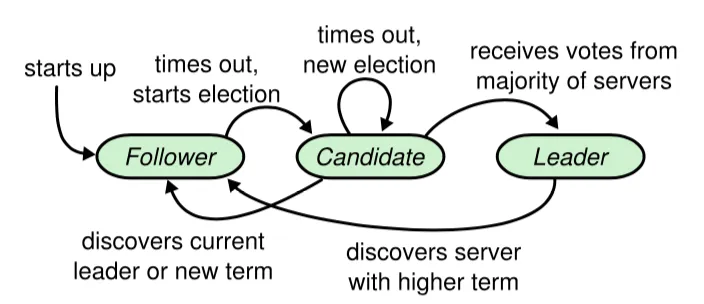 starts up
times out,
starts election
times out,
new election
receives votes from
majority of servers
Follower
Candidate
Leader
discovers current
leader or new term
discovers server
with higher term